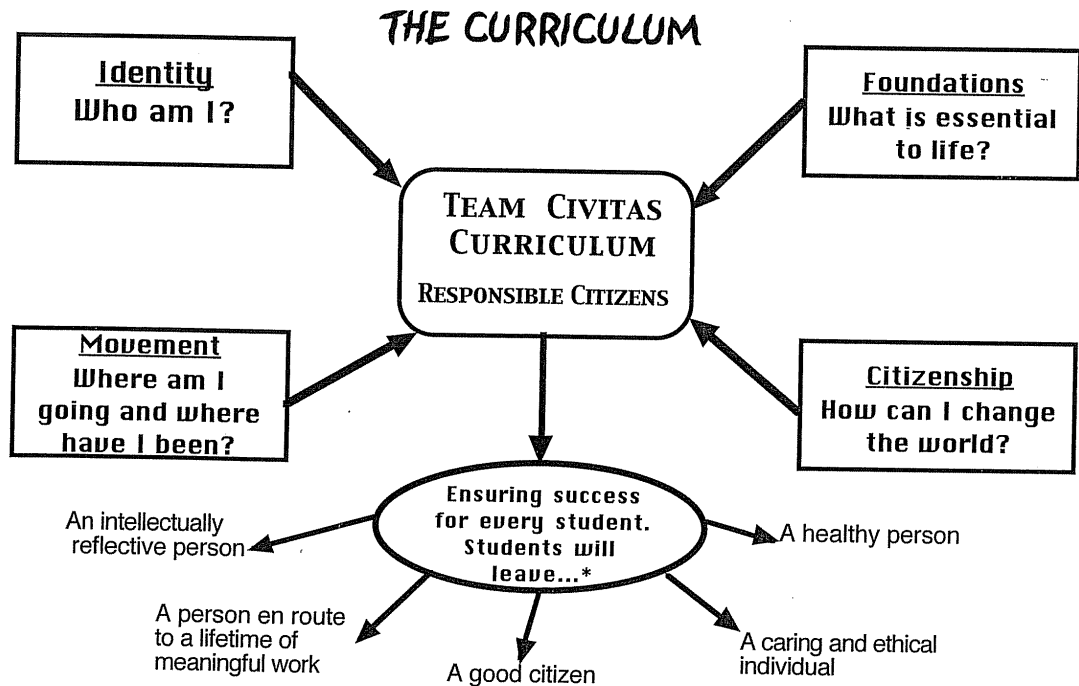 THE CURRICULUM
Identity
Who am I?
Foundations
What is essential
to life?
TEAM CIVITAS
CURRICULUM
RESPONSIBLE CITIZENS
Movement
Where am I
going and where
have I been?
Citizenship
How can I change
the world?
Ensuring success
for every student.
Students will
leave...*
An intellectually
reflective person
A healthy person
A person en route
to a lifetime of
meaningful work
A good citizen
A caring and ethical
individual